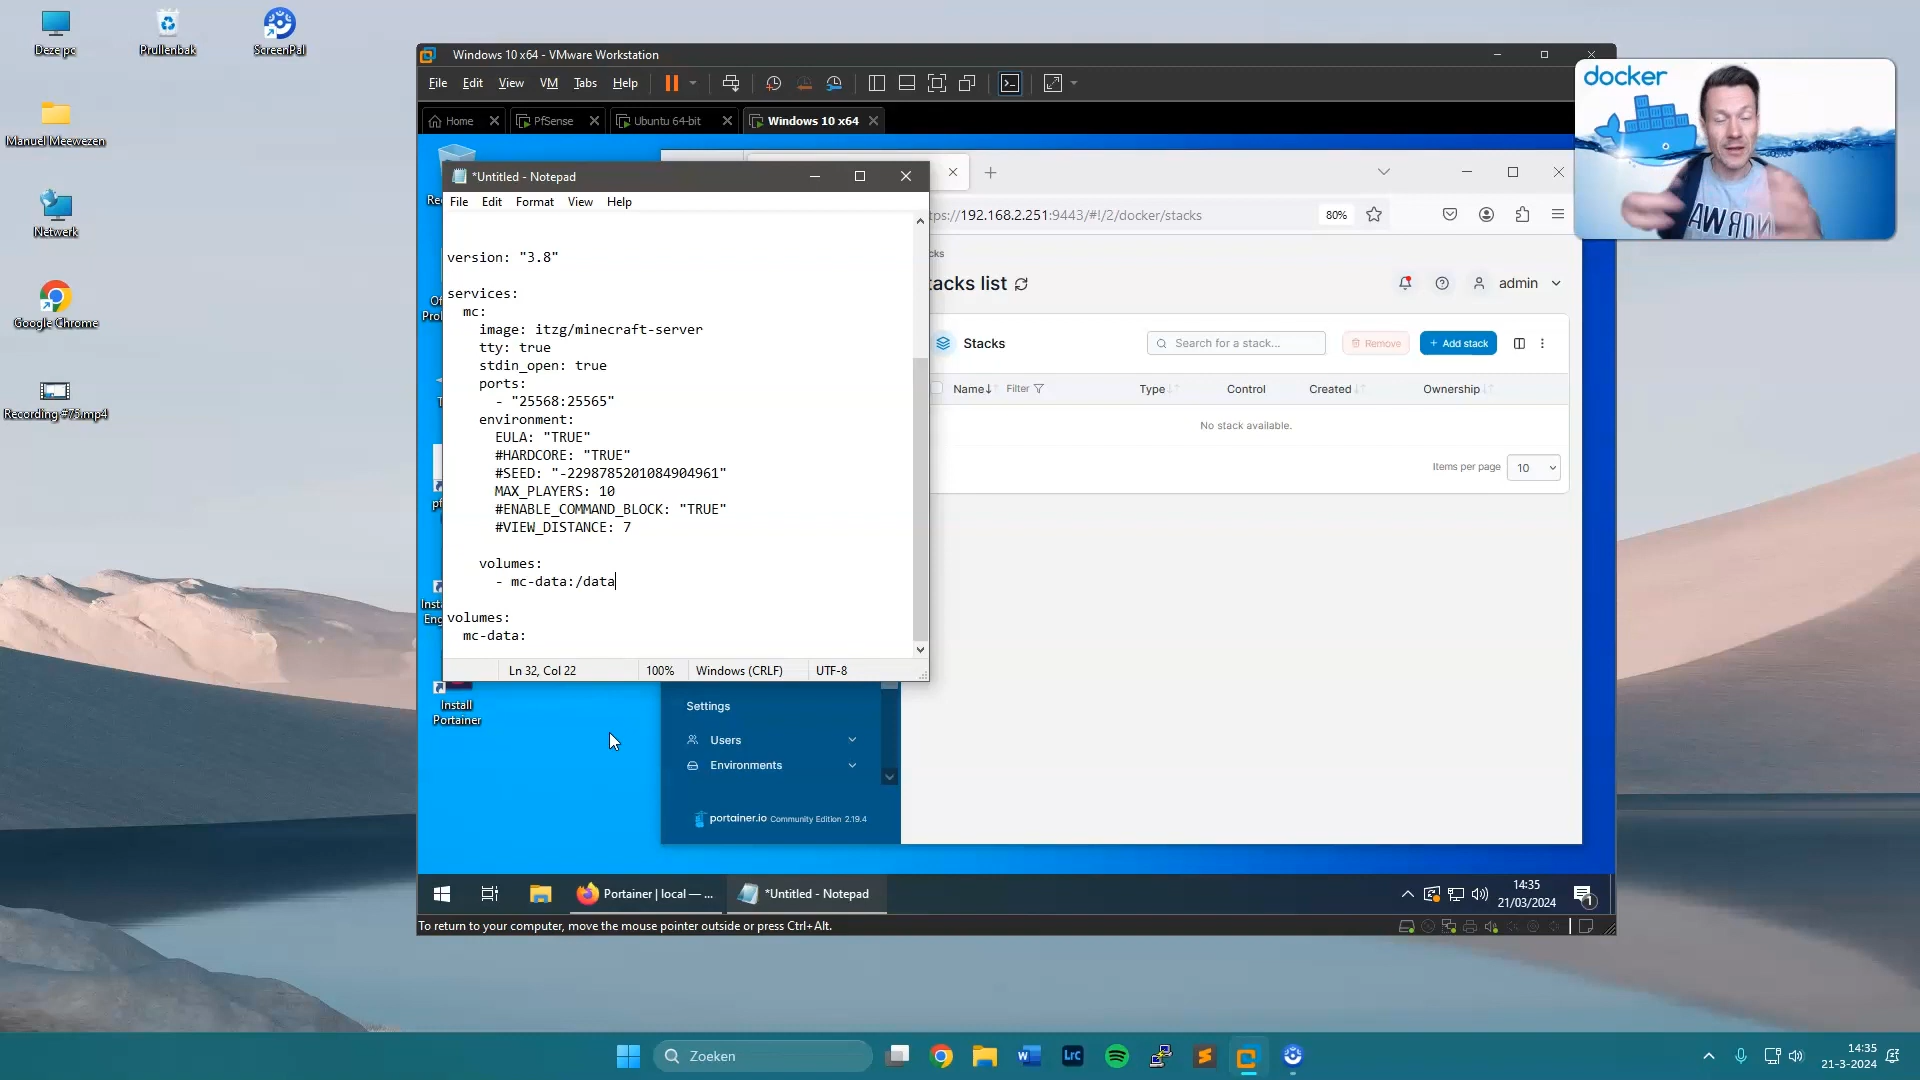 Deze pc
Prullenbak
ScreenPal
Manuel Meewezen
Netwerk
Google Chrome
Recording #75.mp4
Windows 10 x64 - VMware Workstation
File Edit View VM Tabs Help
Home
PfSense
Ubuntu 64-bit
Windows 10 x64
docker
*Untitled - Notepad
File Edit Format View Help
version: "3.8"
services:
mc:
image: itzg/minecraft-server
tty: true
stdin_open: true
ports:
- "25568:25565"
environment:
EULA: "TRUE"
#HARDCORE: "TRUE"
#SEED: "-2298785201084904961"
MAX_PLAYERS: 10
#ENABLE_COMMAND_BLOCK: "TRUE"
#VIEW_DISTANCE: 7
volumes:
- mc-data:/data
volumes:
mc-data:
Ln 32, Col 22
100%
Windows (CRLF)
UTF-8
tps://192.168.2.251:9443/#!/2/docker/stacks
80%
cks
tacks list
admin
Stacks
Search for a stack...
Remove
+ Add stack
Name Filter Type Control Created Ownership
No stack available.
Items per page 10
Install
Portainer
Settings
Users
Environments
portainer.io Community Edition 2.19.4
Portainer | local — ...
*Untitled - Notepad
14:35
21/03/2024
1
To return to your computer, move the mouse pointer outside or press Ctrl+Alt.
Zoeken
Lrc
14:35
21-3-2024